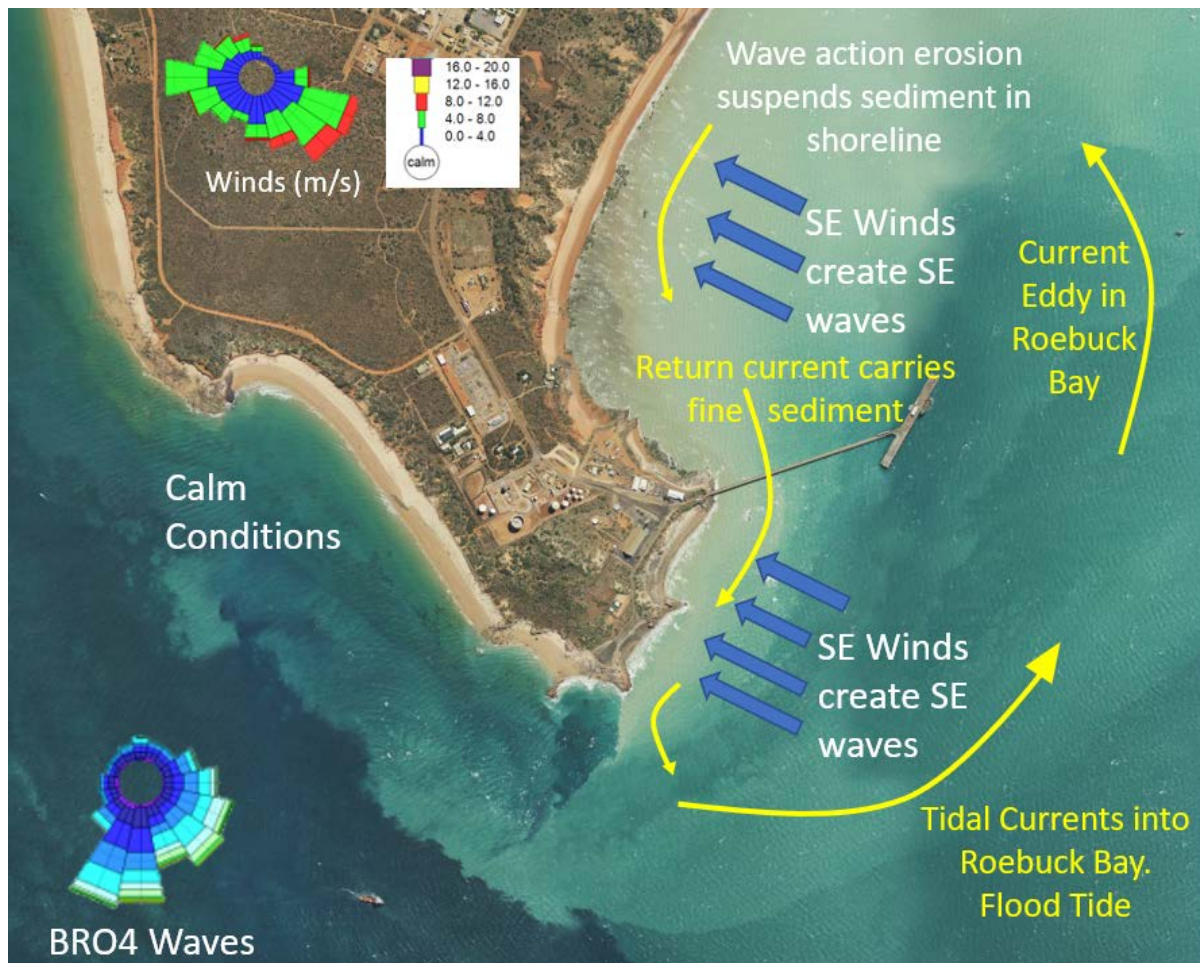 Wave action erosion
suspends sediment in
shoreline
16.0 - 20.0
12.0 - 16.0
8.0 - 12.0
4.0 - 8.0
0.0 - 4.0
calm
Winds (m/s)
SE Winds
create SE
waves
Current
Eddy in
Roebuck
Bay
Return current carries
fine sediment
Calm
Conditions
SE Winds
create SE
waves
Tidal Currents into
Roebuck Bay.
Flood Tide
BRO4 Waves